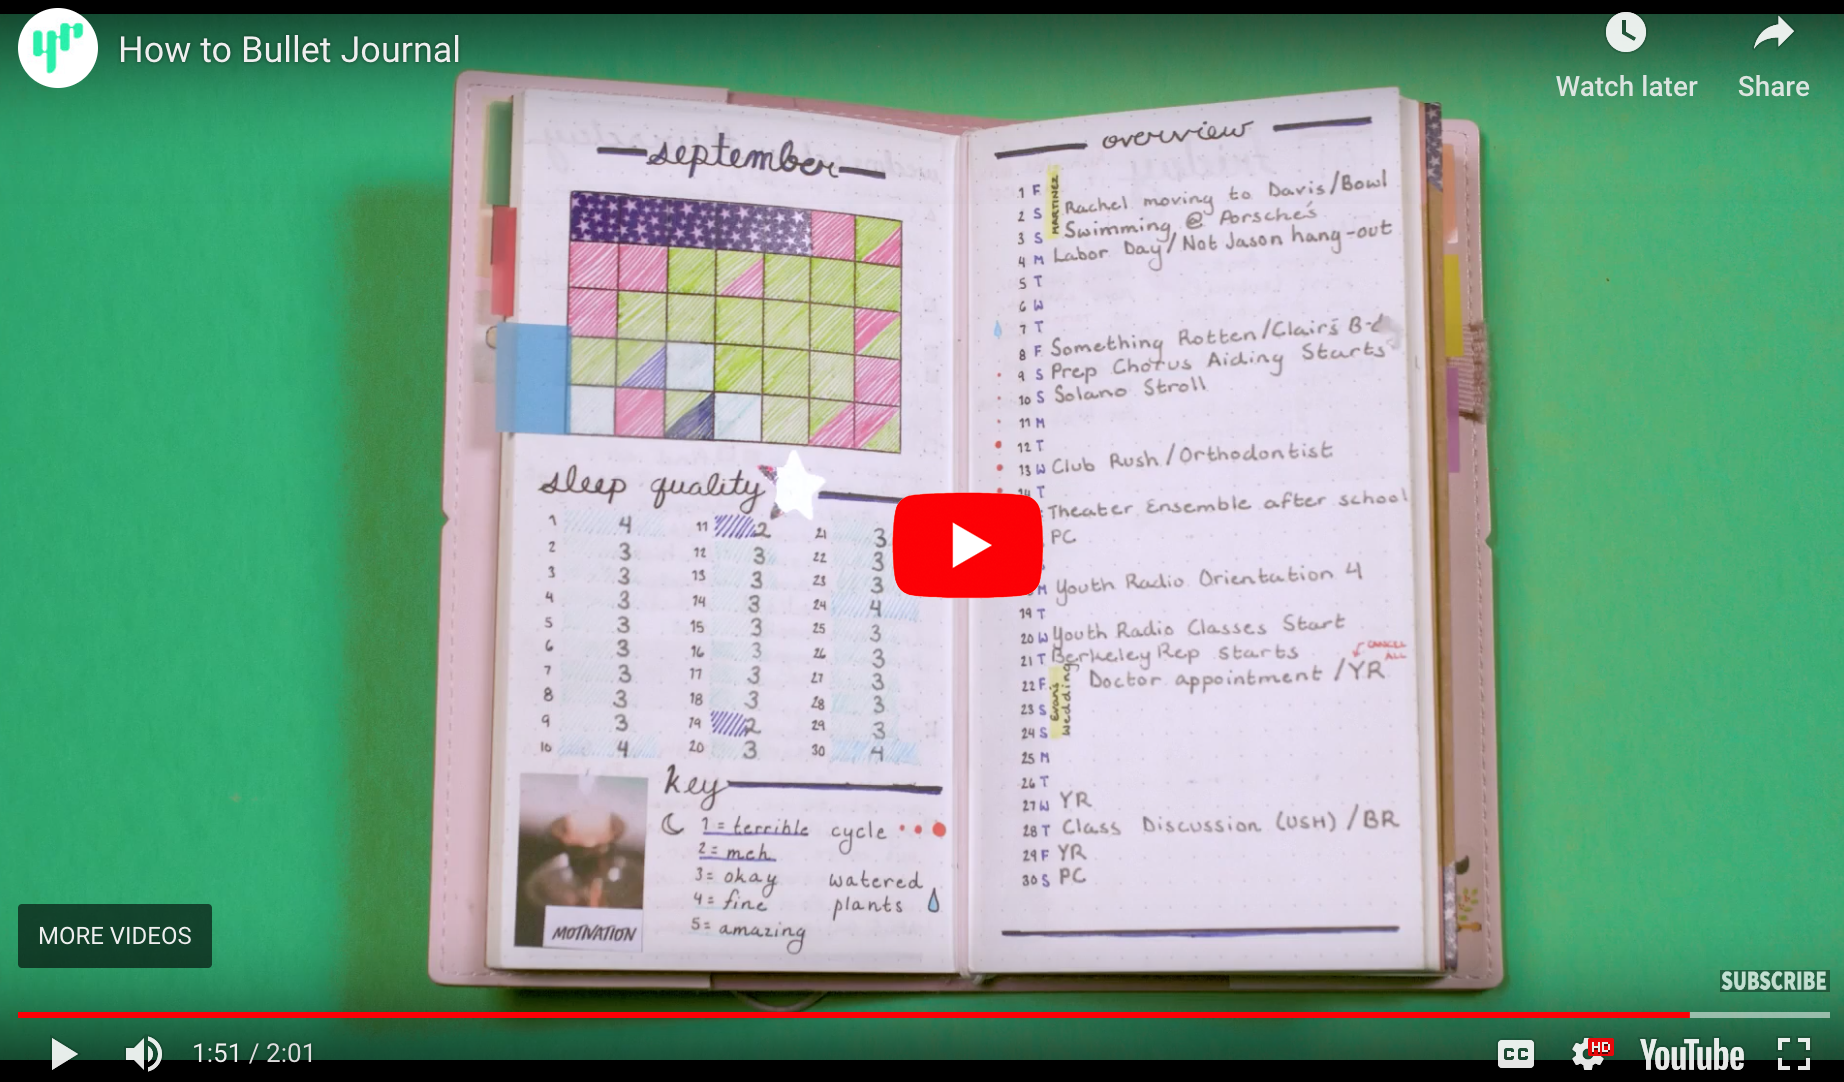 yr
How to Bullet Journal
Watch later
Share
september
sleep quality
1 4
2 3
3 3
4 3
5 3
6 3
7 3
8 3
9 3
10 4
11 2
12 3
13 3
14 3
15 3
16 3
17 3
18 3
19 2
20 3
21 3
22 3
23 3
24 4
25 3
26 3
27 3
28 3
29 3
30 4
key
1 = terrible
2 = meh
3 = okay
4 = fine
5 = amazing
cycle
watered
plants
MOTIVATION
overview
MARTINEZ
1 F
2 S Rachel moving to Davis/Bowl
3 S Swimming @ Porsche's
4 M Labor Day/Not Jason hang-out
5 T
6 W
7 T
8 F Something Rotten/Clair's B-d
9 S Prep Chorus Aiding Starts
10 S Solano Stroll
11 M
12 T
13 W Club Rush/Orthodontist
14 T
Theater Ensemble after school
PC
M Youth Radio Orientation 4
19 T
20 W Youth Radio Classes Start
21 T Berkeley Rep starts
CANCEL
ALL
22 F Doctor appointment /YR
23 S
24 S
Evan's
wedding
25 M
26 T
27 W YR
28 T Class Discussion (USH) /BR
29 F YR
30 S PC
MORE VIDEOS
SUBSCRIBE
1:51 / 2:01
CC
HD
YouTube